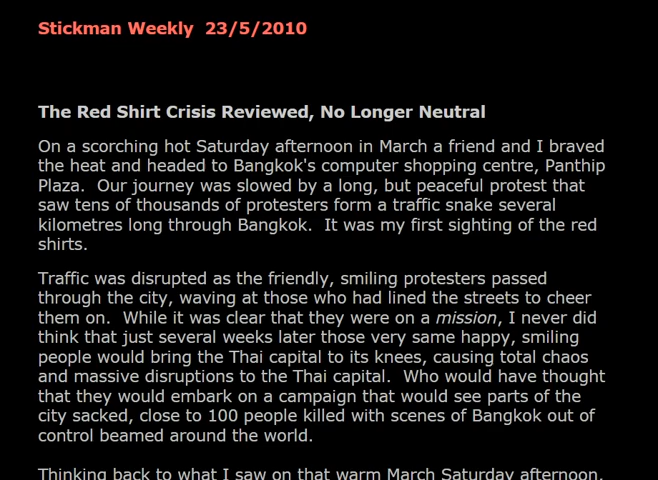 Stickman Weekly  23/5/2010
The Red Shirt Crisis Reviewed, No Longer Neutral
On a scorching hot Saturday afternoon in March a friend and I braved
the heat and headed to Bangkok's computer shopping centre, Panthip
Plaza.  Our journey was slowed by a long, but peaceful protest that
saw tens of thousands of protesters form a traffic snake several
kilometres long through Bangkok.  It was my first sighting of the red
shirts.
Traffic was disrupted as the friendly, smiling protesters passed
through the city, waving at those who had lined the streets to cheer
them on.  While it was clear that they were on a mission, I never did
think that just several weeks later those very same happy, smiling
people would bring the Thai capital to its knees, causing total chaos
and massive disruptions to the Thai capital.  Who would have thought
that they would embark on a campaign that would see parts of the
city sacked, close to 100 people killed with scenes of Bangkok out of
control beamed around the world.
Thinking back to what I saw on that warm March Saturday afternoon,